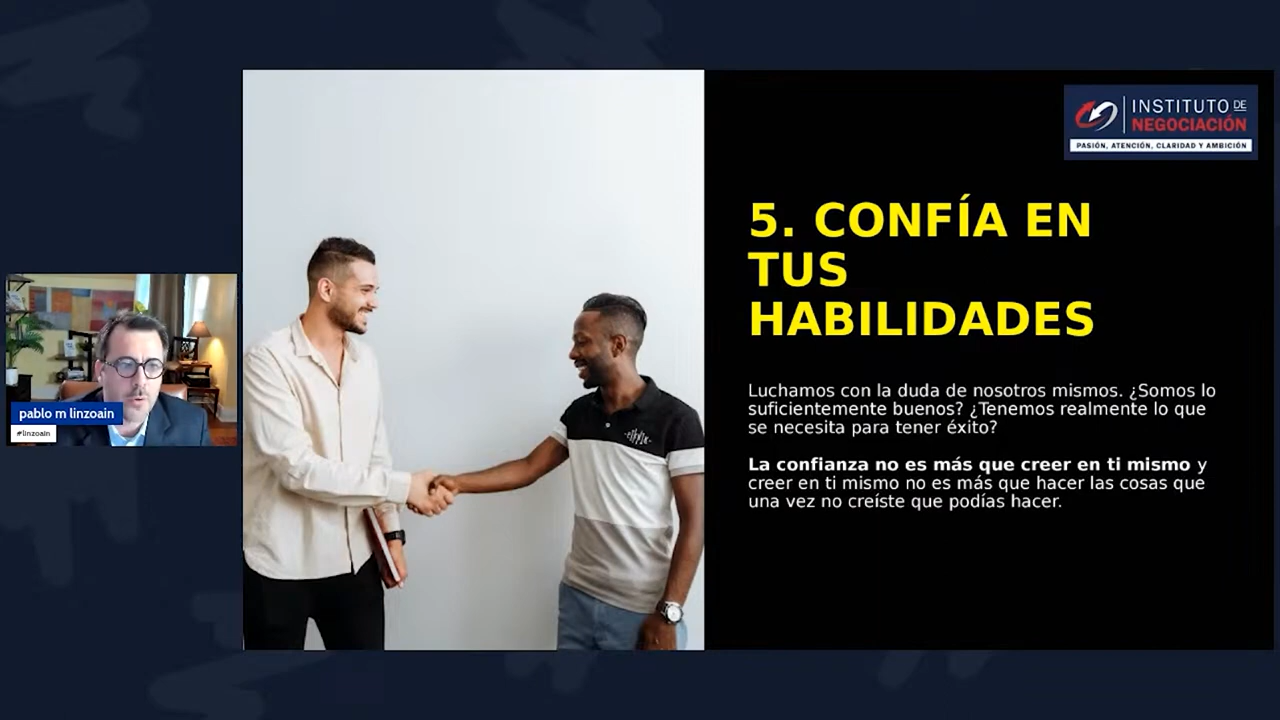 INSTITUTO DE
NEGOCIACIÓN
PASIÓN, ATENCIÓN, CLARIDAD Y AMBICIÓN
5. CONFÍA EN
TUS
HABILIDADES
Luchamos con la duda de nosotros mismos. ¿Somos lo
suficientemente buenos? ¿Tenemos realmente lo que
se necesita para tener éxito?
La confianza no es más que creer en ti mismo y
creer en ti mismo no es más que hacer las cosas que
una vez no creíste que podías hacer.
pablo m linzoain
#linzoain